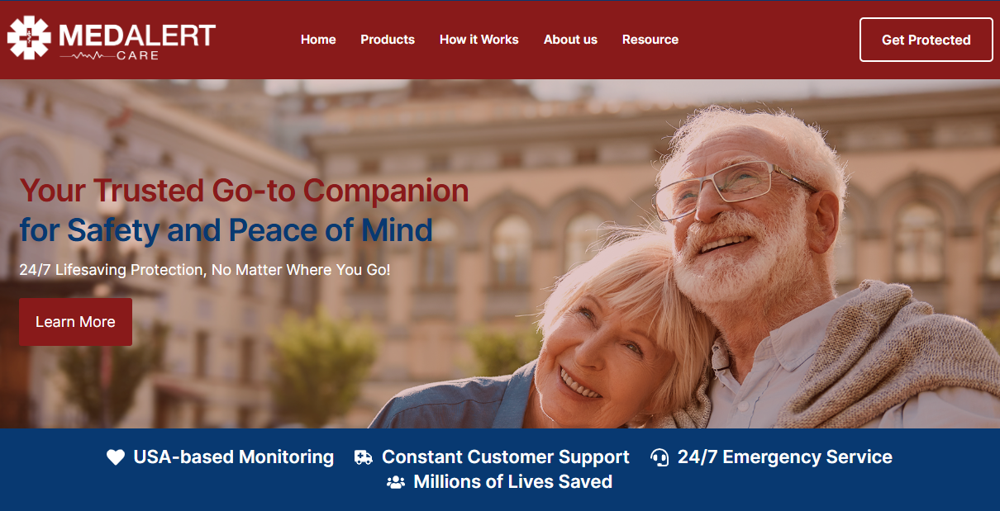 MEDALERT
CARE
Home Products How it Works About us Resource
Get Protected
Your Trusted Go-to Companion
for Safety and Peace of Mind
24/7 Lifesaving Protection, No Matter Where You Go!
Learn More
USA-based Monitoring Constant Customer Support 24/7 Emergency Service
Millions of Lives Saved